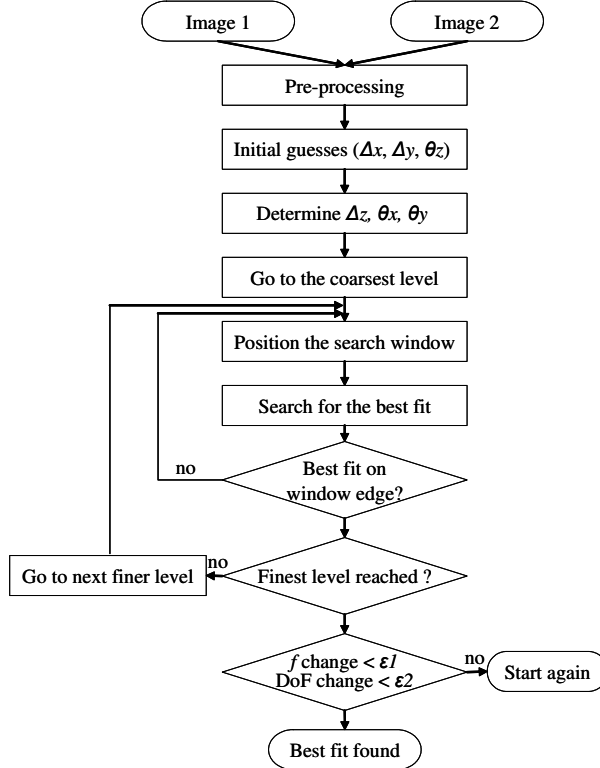 Image 1
Image 2
Pre-processing
Initial guesses (Δx, Δy, θz)
Determine Δz, θx, θy
Go to the coarsest level
Position the search window
Search for the best fit
no
Best fit on
window edge?
no
Go to next finer level
Finest level reached ?
f change < ε1
DoF change < ε2
no
Start again
Best fit found